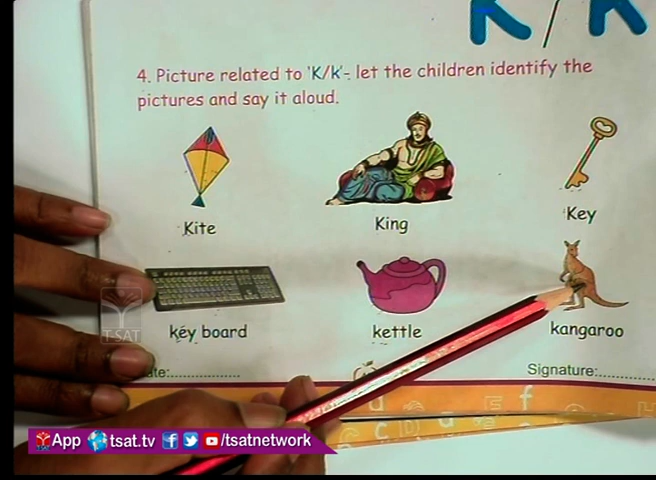 K/K
4. Picture related to 'K/k'- let the children identify the
pictures and say it aloud.
Kite
King
Key
key board
kettle
kangaroo
T-SAT
ate:
Signature:
App tsat.tv /tsatnetwork